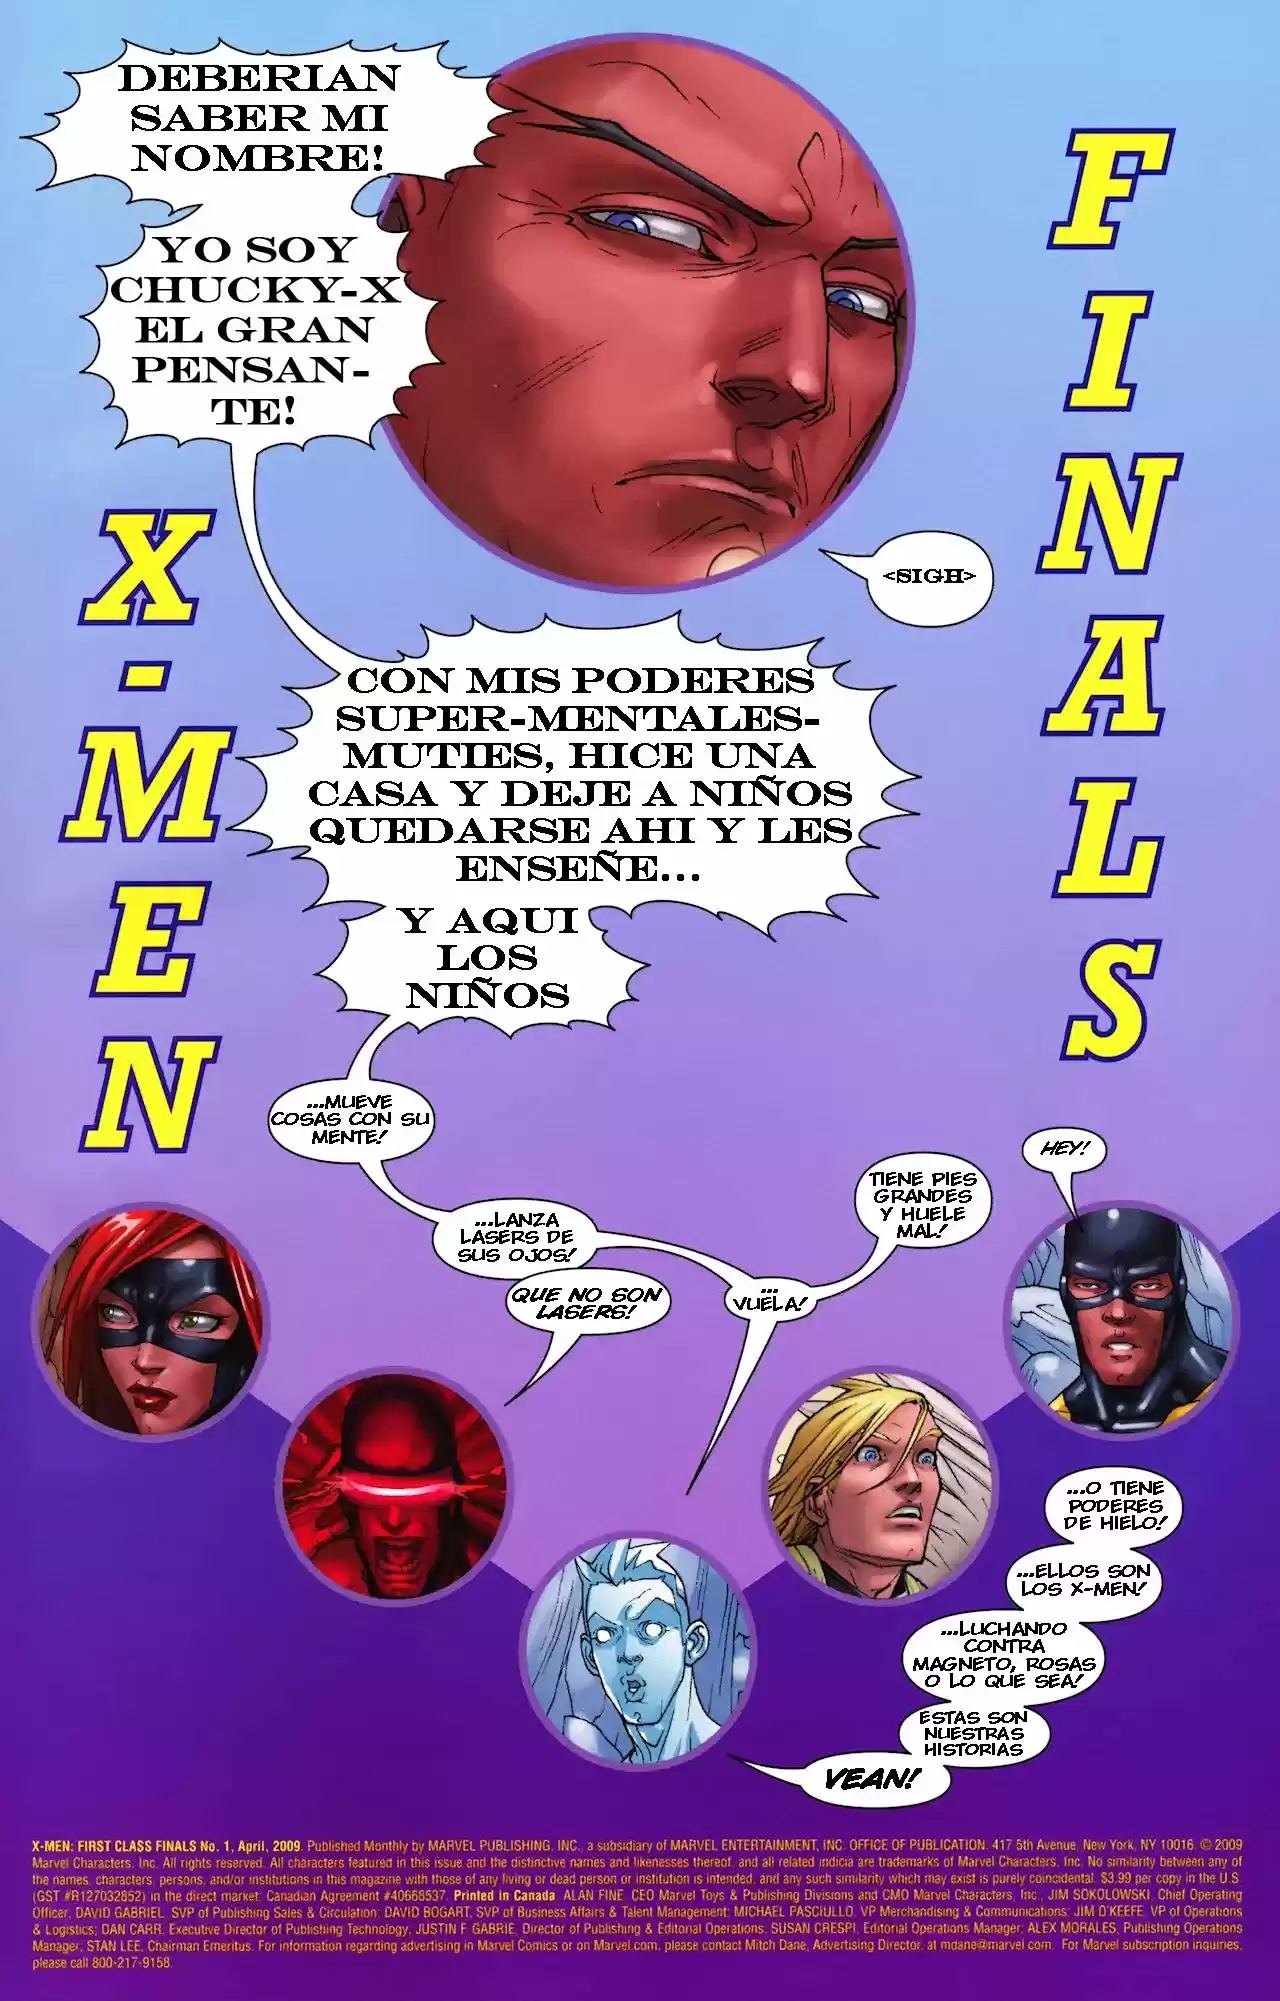 DEBERIAN
SABER MI
NOMBRE!
YO SOY
CHUCKY-X
EL GRAN
PENSAN-
TE!
X-MEN
FINALS
<SIGH>
CON MIS PODERES
SUPER-MENTALES-
MUTIES, HICE UNA
CASA Y DEJE A NIÑOS
QUEDARSE AHI Y LES
ENSEÑE...
Y AQUI
LOS
NIÑOS
...MUEVE
COSAS CON SU
MENTE!
...LANZA
LASERS DE
SUS OJOS!
QUE NO SON
LASERS!
...
VUELA!
TIENE PIES
GRANDES
Y HUELE
MAL!
HEY!
...O TIENE
PODERES
DE HIELO!
...ELLOS SON
LOS X-MEN!
...LUCHANDO
CONTRA
MAGNETO, ROSAS
O LO QUE SEA!
ESTAS SON
NUESTRAS
HISTORIAS
VEAN!
X-MEN: FIRST CLASS FINALS No. 1, April, 2009. Published Monthly by MARVEL PUBLISHING, INC., a subsidiary of MARVEL ENTERTAINMENT, INC. OFFICE OF PUBLICATION. 417 5th Avenue, New York, NY 10016. © 2009
Marvel Characters, Inc. All rights reserved. All characters featured in this issue and the distinctive names and likenesses thereof, and all related indicia are trademarks of Marvel Characters, Inc. No similarity between any of
the names, characters, persons, and/or institutions in this magazine with those of any living or dead person or institution is intended, and any such similarity which may exist is purely coincidental. $3.99 per copy in the U.S.
(GST #R127032852) in the direct market; Canadian Agreement #40668537. Printed in Canada. ALAN FINE, CEO Marvel Toys & Publishing Divisions and CMO Marvel Characters, Inc.; JIM SOKOLOWSKI, Chief Operating
Officer; DAVID GABRIEL, SVP of Publishing Sales & Circulation; DAVID BOGART, SVP of Business Affairs & Talent Management; MICHAEL PASCIULLO, VP Merchandising & Communications; JIM O'KEEFE, VP of Operations
& Logistics; DAN CARR, Executive Director of Publishing Technology; JUSTIN F. GABRIE, Director of Publishing & Editorial Operations; SUSAN CRESPI, Editorial Operations Manager; ALEX MORALES, Publishing Operations
Manager; STAN LEE, Chairman Emeritus. For information regarding advertising in Marvel Comics or on Marvel.com, please contact Mitch Dane, Advertising Director, at mdane@marvel.com. For Marvel subscription inquiries,
please call 800-217-9158.